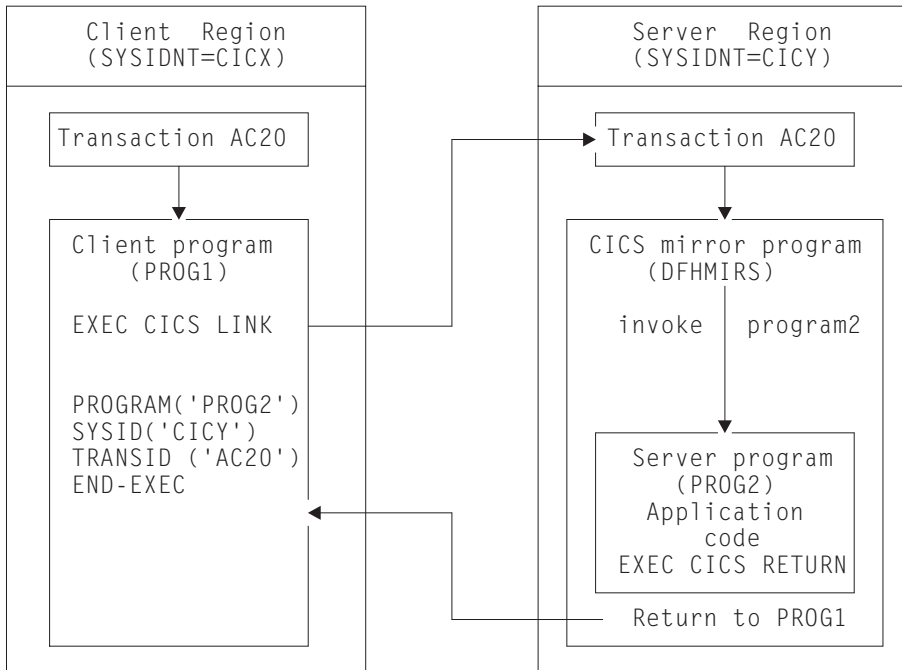 Client Region
(SYSIDNT=CICX)
Transaction AC20
Client program
(PROG1)
EXEC CICS LINK
PROGRAM('PROG2')
SYSID('CICY')
TRANSID ('AC20')
END-EXEC
Server Region
(SYSIDNT=CICY)
Transaction AC20
CICS mirror program
(DFHMIRS)
invoke program2
Server program
(PROG2)
Application
code
EXEC CICS RETURN
Return to PROG1